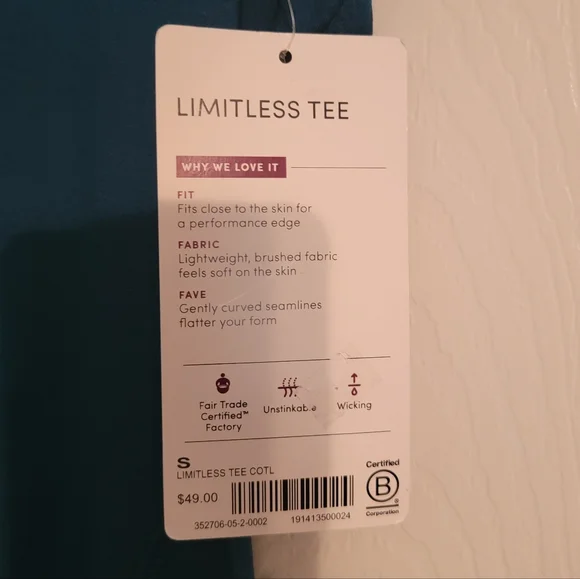 LIMITLESS TEE
WHY WE LOVE IT
FIT
Fits close to the skin for
a performance edge
FABRIC
Lightweight, brushed fabric
feels soft on the skin
FAVE
Gently curved seamlines
flatter your form
Fair Trade
Certified™
Factory
Unstinkable
Wicking
S
LIMITLESS TEE COTL
$49.00
352706-05-2-0002
191413500024
Certified
B
®
Corporation